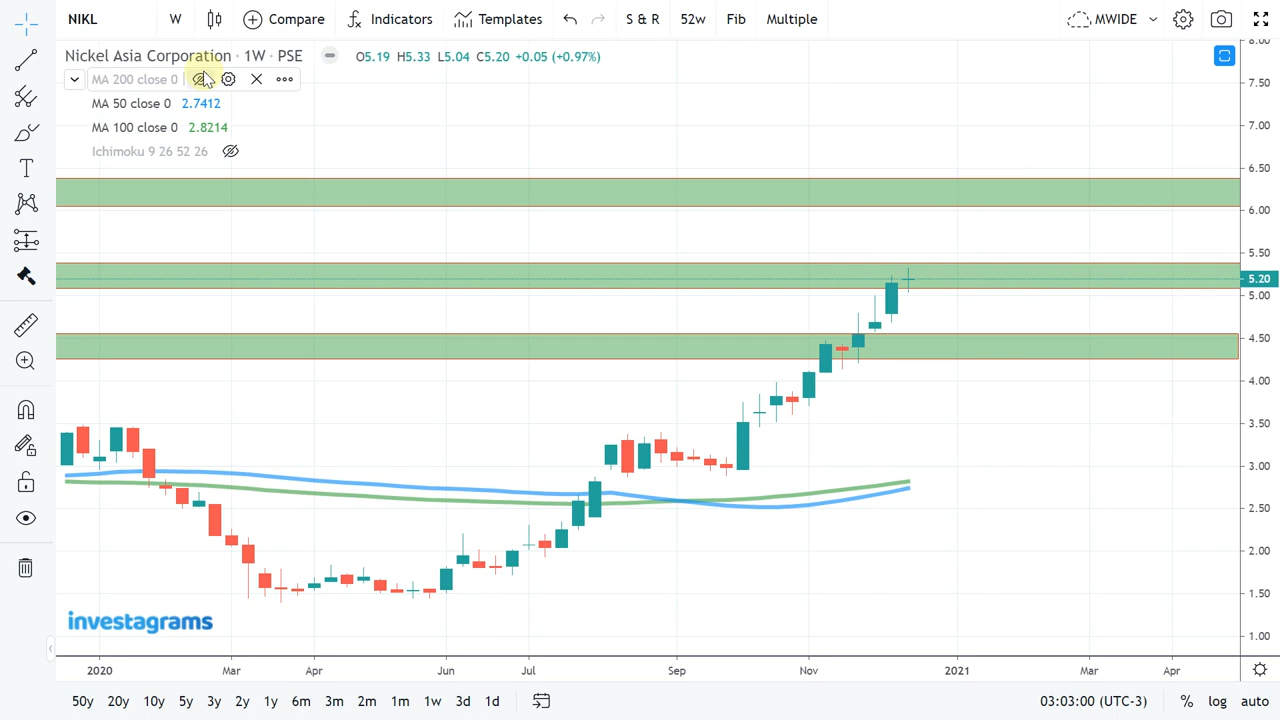 NIKL W Compare Indicators Templates S & R 52w Fib Multiple MWIDE
Nickel Asia Corporation · 1W · PSE O5.19 H5.33 L5.04 C5.20 +0.05 (+0.97%)
MA 200 close 0
MA 50 close 0 2.7412
MA 100 close 0 2.8214
Ichimoku 9 26 52 26
8.00
7.50
7.00
6.50
6.00
5.50
5.20
5.00
4.50
4.00
3.50
3.00
2.50
2.00
1.50
1.00
investagrams
2020 Mar Apr Jun Jul Sep Nov 2021 Mar Apr
50y 20y 10y 5y 3y 2y 1y 6m 3m 2m 1m 1w 3d 1d 03:03:00 (UTC-3) % log auto